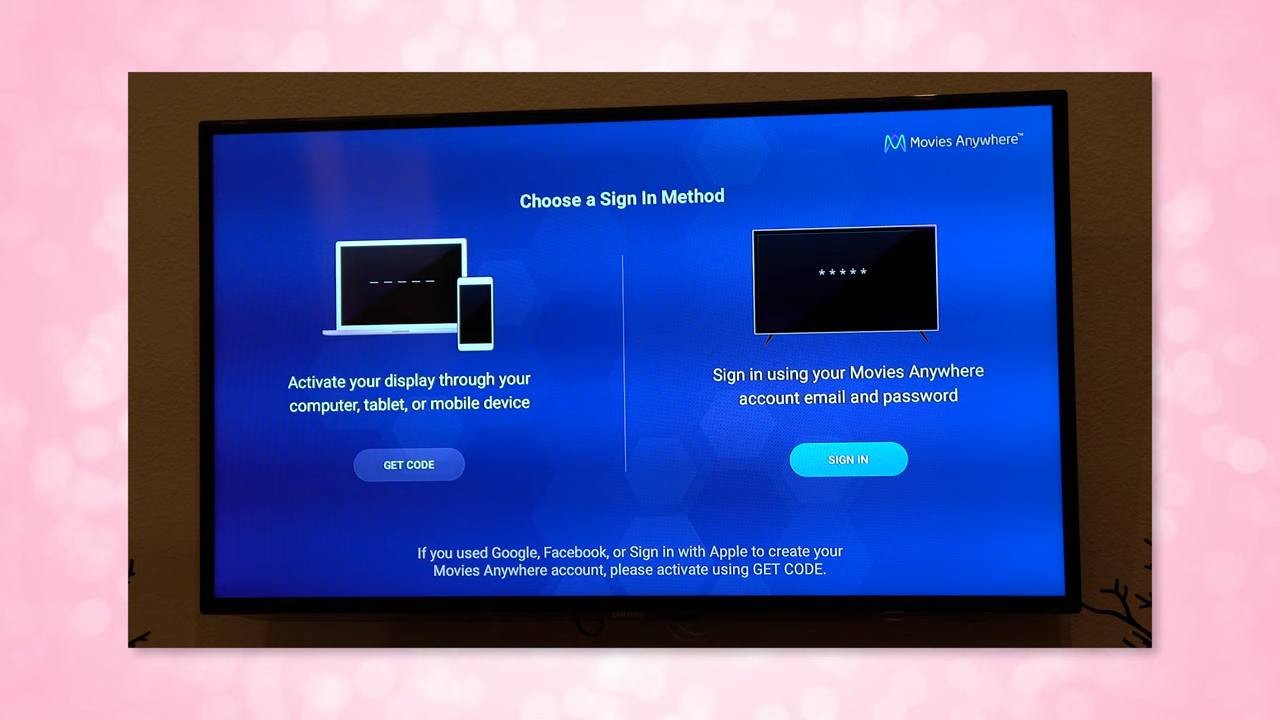 Movies Anywhere™
Choose a Sign In Method
_ _ _ _ _
*****
Activate your display through your
computer, tablet, or mobile device
GET CODE
Sign in using your Movies Anywhere
account email and password
SIGN IN
If you used Google, Facebook, or Sign in with Apple to create your
Movies Anywhere account, please activate using GET CODE.